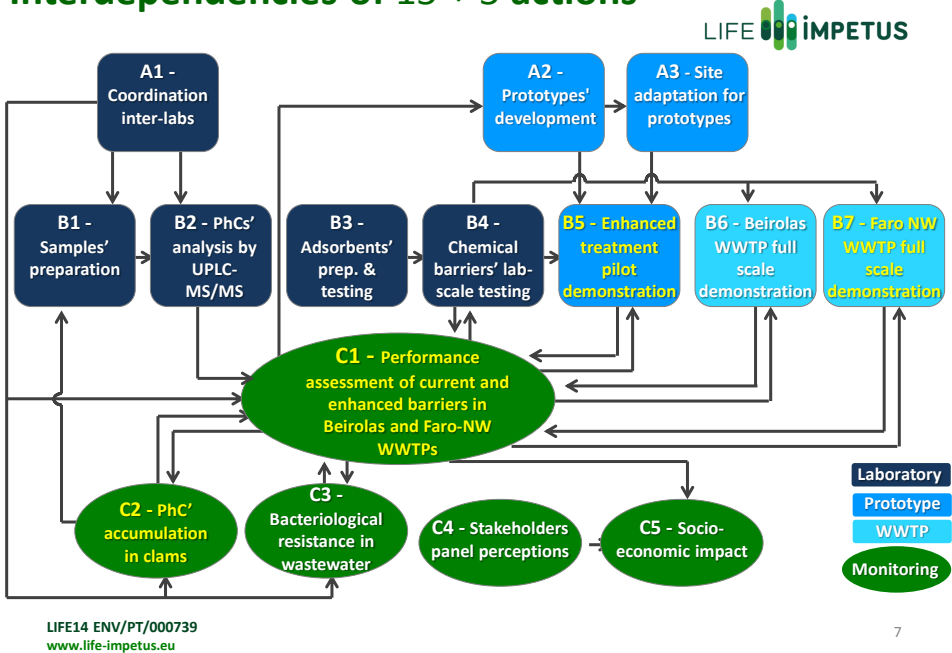 Interdependencies of 15 + 5 actions
LIFE iMPETUS
A1 -
Coordination
inter-labs
A2 -
Prototypes'
development
A3 - Site
adaptation for
prototypes
B1 -
Samples’
preparation
B2 - PhCs’
analysis by
UPLC-
MS/MS
B3 -
Adsorbents’
prep. &
testing
B4 -
Chemical
barriers’ lab-
scale testing
B5 - Enhanced
treatment
pilot
demonstration
B6 - Beirolas
WWTP full
scale
demonstration
B7 - Faro NW
WWTP full
scale
demonstration
C1 - Performance
assessment of current and
enhanced barriers in
Beirolas and Faro-NW
WWTPs
C2 - PhC’
accumulation
in clams
C3 -
Bacteriological
resistance in
wastewater
C4 - Stakeholders
panel perceptions
C5 - Socio-
economic impact
Laboratory
Prototype
WWTP
Monitoring
LIFE14 ENV/PT/000739
www.life-impetus.eu
7